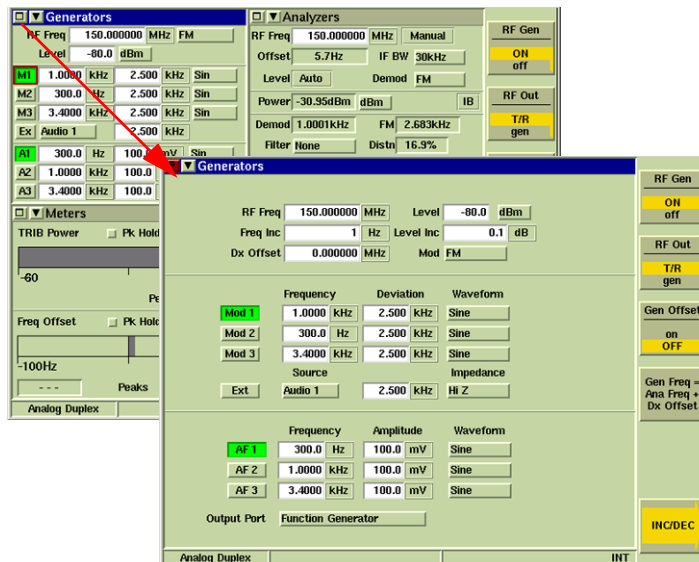 Generators
RF Freq 150.000000 MHz FM
Level -80.0 dBm
M1 1.0000 kHz 2.500 kHz Sin
M2 300.0 Hz 2.500 kHz Sin
M3 3.4000 kHz 2.500 kHz Sin
Ex Audio 1 2.500 kHz
A1 300.0 Hz 100.0 mV Sin
A2 1.0000 kHz 100.0
A3 3.4000 kHz 100.0
Meters
TRIB Power Pk Hold
-60
Freq Offset Pk Hold
-100Hz
- - - Peaks
Analog Duplex
Analyzers
RF Freq 150.000000 MHz Manual
Offset 5.7Hz IF BW 30kHz
Level Auto Demod FM
Power -30.95dBm dBm IB
Demod 1.0001kHz FM 2.683kHz
Filter None Distn 16.9%
RF Gen
ON
off
RF Out
T/R
gen
Generators
RF Freq 150.000000 MHz Level -80.0 dBm
Freq Inc 1 Hz Level Inc 0.1 dB
Dx Offset 0.000000 MHz Mod FM
Frequency Deviation Waveform
Mod 1 1.0000 kHz 2.500 kHz Sine
Mod 2 300.0 Hz 2.500 kHz Sine
Mod 3 3.4000 kHz 2.500 kHz Sine
Source Impedance
Ext Audio 1 2.500 kHz Hi Z
Frequency Amplitude Waveform
AF 1 300.0 Hz 100.0 mV Sine
AF 2 1.0000 kHz 100.0 mV Sine
AF 3 3.4000 kHz 100.0 mV Sine
Output Port Function Generator
Analog Duplex INT
RF Gen
ON
off
RF Out
T/R
gen
Gen Offset
on
OFF
Gen Freq =
Ana Freq +
Dx Offset
INC/DEC